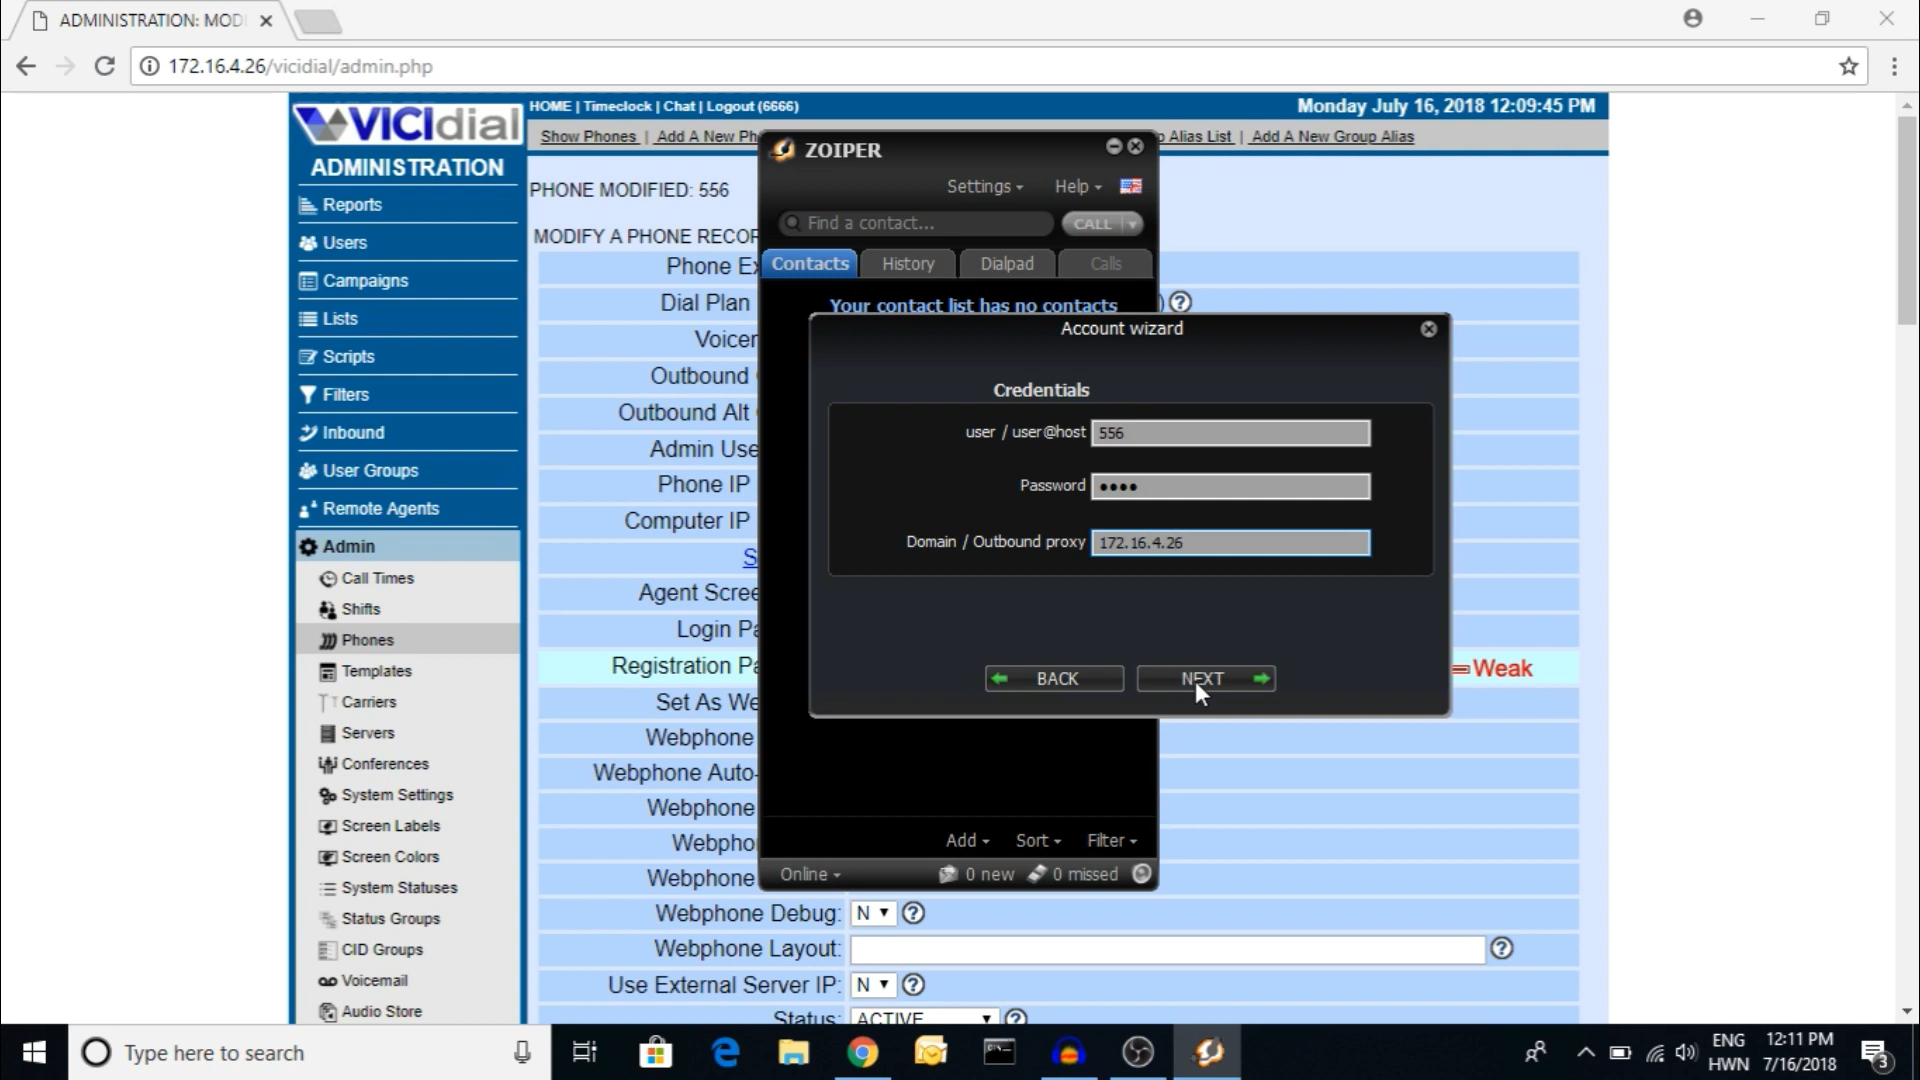 ADMINISTRATION: MOD
172.16.4.26/vicidial/admin.php
VICIdial
HOME | Timeclock | Chat | Logout (6666)
Monday July 16, 2018 12:09:45 PM
Show Phones | Add A New Ph
Alias List | Add A New Group Alias
ADMINISTRATION
Reports
Users
Campaigns
Lists
Scripts
Filters
Inbound
User Groups
Remote Agents
Admin
Call Times
Shifts
Phones
Templates
Carriers
Servers
Conferences
System Settings
Screen Labels
Screen Colors
System Statuses
Status Groups
CID Groups
Voicemail
Audio Store
PHONE MODIFIED: 556
MODIFY A PHONE RECOR
Phone Ex
Dial Plan
Voicem
Outbound
Outbound Alt
Admin Use
Phone IP
Computer IP
S
Agent Scree
Login Pa
Registration Pa
Weak
Set As We
Webphone
Webphone Auto-
Webphone
Webpho
Webphone
Webphone Debug: N
Webphone Layout:
Use External Server IP: N
Status: ACTIVE
ZOIPER
Settings
Help
Find a contact...
CALL
Contacts
History
Dialpad
Calls
Your contact list has no contacts
Account wizard
Credentials
user / user@host 556
Password ••••
Domain / Outbound proxy 172.16.4.26
BACK
NEXT
Add
Sort
Filter
Online
0 new
0 missed
Type here to search
ENG
HWN
12:11 PM
7/16/2018
3